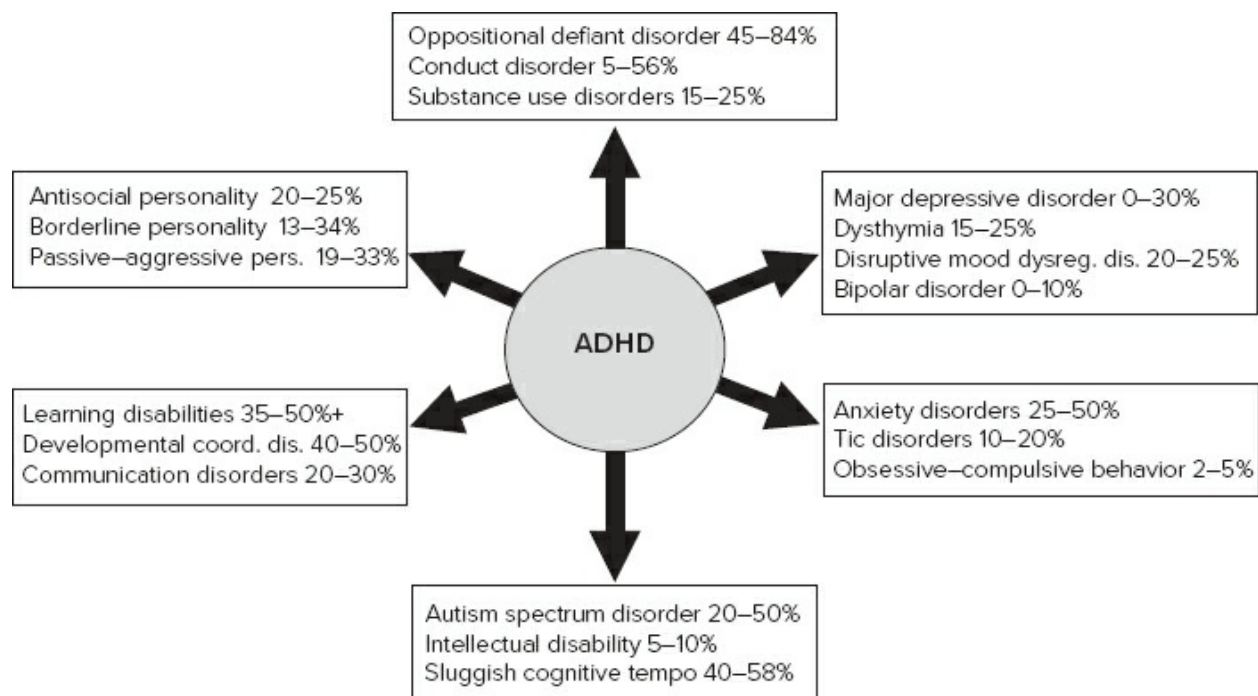 Oppositional defiant disorder 45–84%
Conduct disorder 5–56%
Substance use disorders 15–25%
Antisocial personality 20–25%
Borderline personality 13–34%
Passive–aggressive pers. 19–33%
Major depressive disorder 0–30%
Dysthymia 15–25%
Disruptive mood dysreg. dis. 20–25%
Bipolar disorder 0–10%
ADHD
Learning disabilities 35–50%+
Developmental coord. dis. 40–50%
Communication disorders 20–30%
Anxiety disorders 25–50%
Tic disorders 10–20%
Obsessive–compulsive behavior 2–5%
Autism spectrum disorder 20–50%
Intellectual disability 5–10%
Sluggish cognitive tempo 40–58%